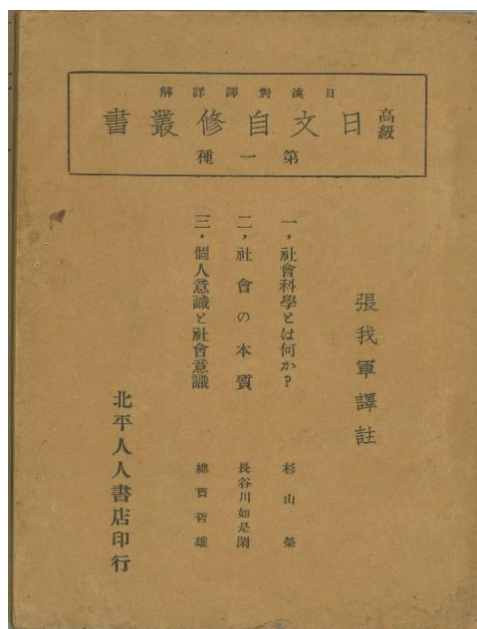 日漢對譯詳解
高級日文自修叢書
第一種
張我軍譯註
一，社會科學とは何か？　杉山榮
二，社會の本質　長谷川如是閑
三，個人意識と社會意識　綿貫哲雄
北平人人書店印行